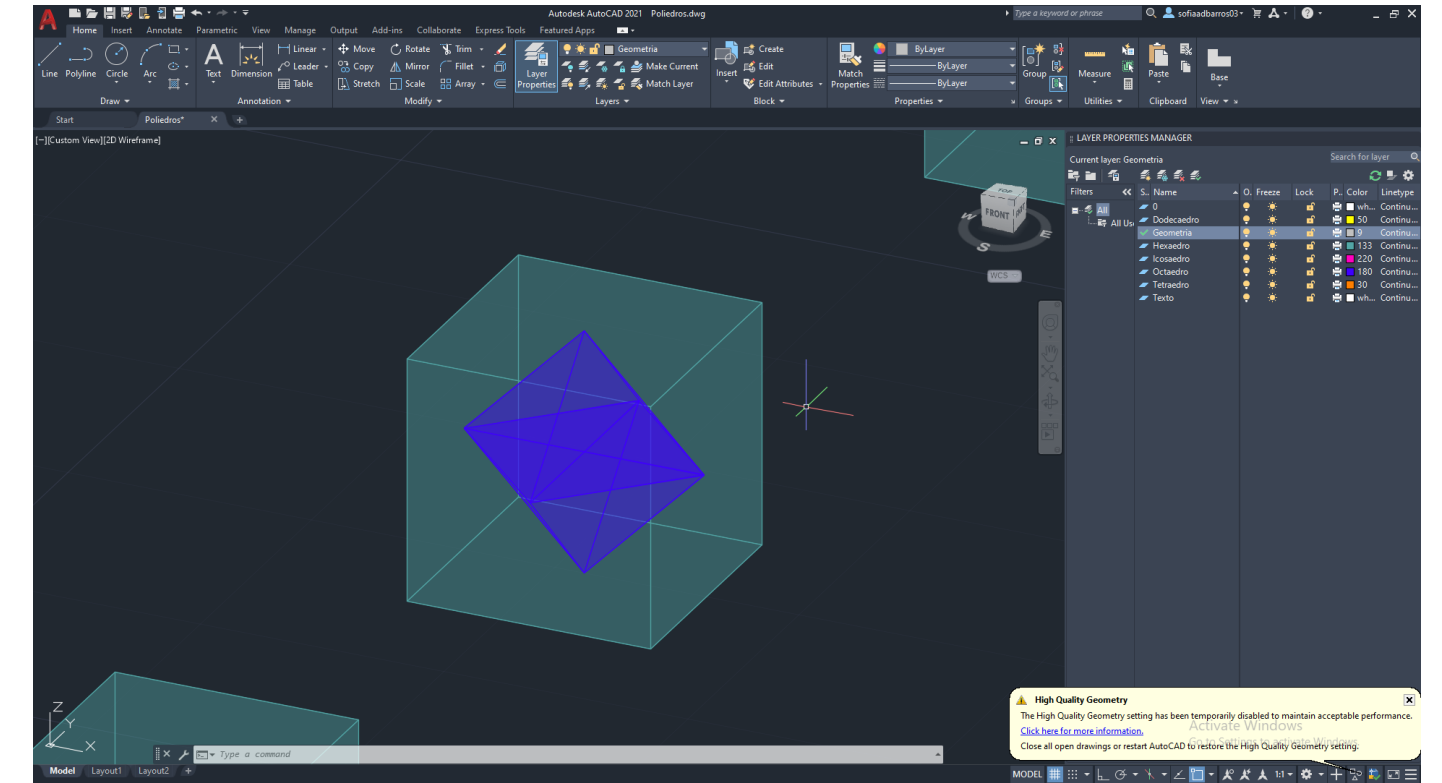 Autodesk AutoCAD 2021 Poliedros.dwg
Type a keyword or phrase
sofiaadbarros03
Home Insert Annotate Parametric View Manage Output Add-ins Collaborate Express Tools Featured Apps
Line Polyline Circle Arc
Draw
Text Dimension
Linear
Leader
Table
Annotation
Move Rotate Trim
Copy Mirror Fillet
Stretch Scale Array
Modify
Layer Properties
Geometria
Make Current
Match Layer
Layers
Insert
Create
Edit
Edit Attributes
Block
Match Properties
ByLayer
ByLayer
ByLayer
Properties
Group
Groups
Measure
Utilities
Paste
Clipboard
Base
View
Start Poliedros*
[−][Custom View][2D Wireframe]
TOP
FRONT
W
S
E
WCS
LAYER PROPERTIES MANAGER
Current layer: Geometria
Search for layer
Filters
All
All Us
S.. Name O. Freeze Lock P.. Color Linetype
0 wh... Continu...
Dodecaedro 50 Continu...
Geometria 9 Continu...
Hexaedro 133 Continu...
Icosaedro 220 Continu...
Octaedro 180 Continu...
Tetraedro 30 Continu...
Texto wh... Continu...
Z
Y
X
Type a command
High Quality Geometry
The High Quality Geometry setting has been temporarily disabled to maintain acceptable performance.
Click here for more information.
Close all open drawings or restart AutoCAD to restore the High Quality Geometry setting.
Activate Windows
Go to Settings to activate Windows.
Model Layout1 Layout2
MODEL
1:1